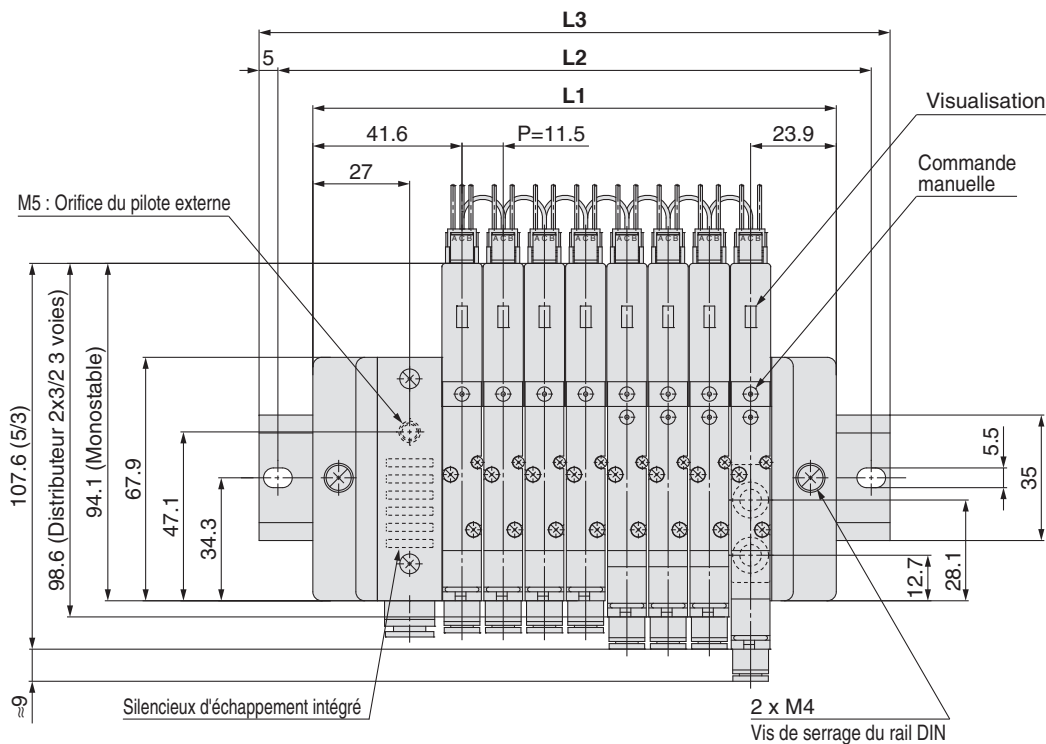 L3
5
L2
L1
Visualisation
41.6
P=11.5
23.9
Commande
manuelle
27
M5 : Orifice du pilote externe
A C B
A C B
A C B
A C B
A C B
A C B
A C B
A C B
107.6 (5/3)
98.6 (Distributeur 2x3/2 3 voies)
94.1 (Monostable)
67.9
47.1
34.3
5.5
35
12.7
28.1
≈9
Silencieux d'échappement intégré
2 x M4
Vis de serrage du rail DIN